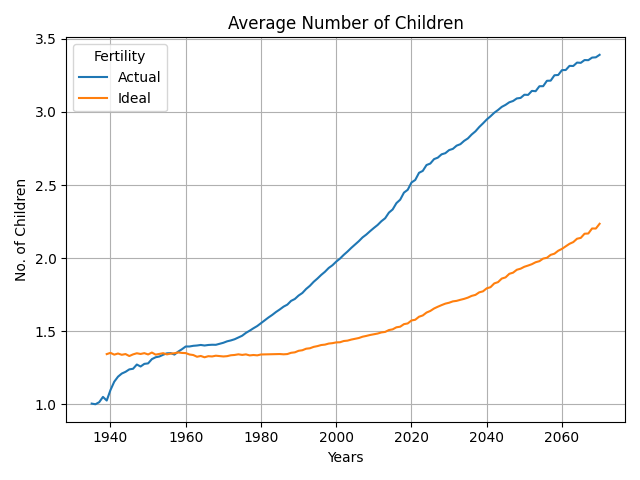 Average Number of Children
Fertility
Actual
Ideal
No. of Children
3.5
3.0
2.5
2.0
1.5
1.0
1940 1960 1980 2000 2020 2040 2060
Years